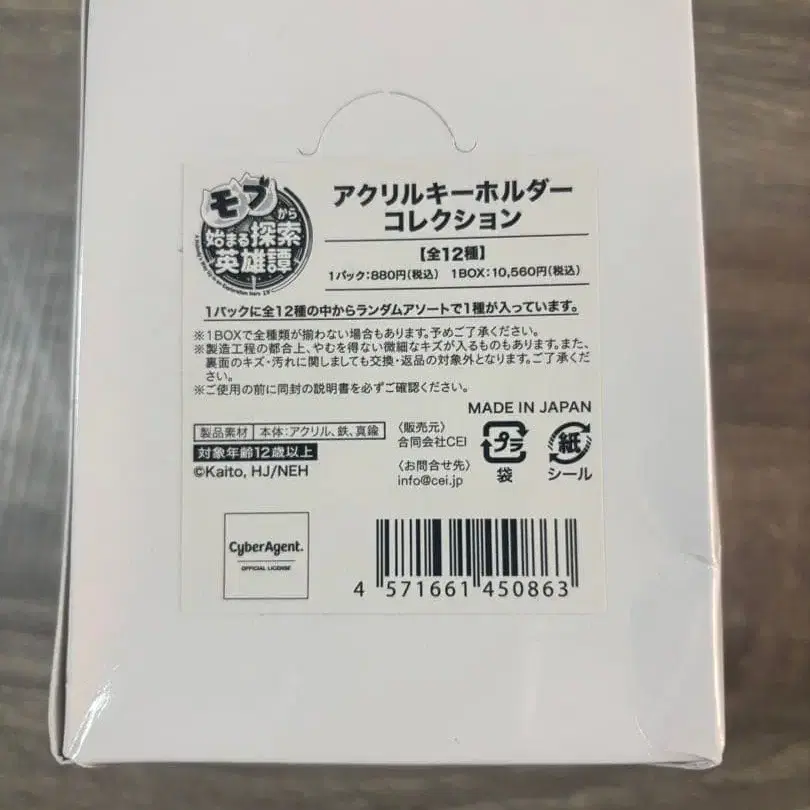 モブから
始まる探索
英雄譚
アクリルキーホルダー
コレクション
【全12種】
1パック:880円(税込) 1BOX:10,560円(税込)
1パックに全12種の中からランダムアソートで1種が入っています。
※1BOXで全種類が揃わない場合もあります。予めご了承ください。
※製造工程の都合上、やむを得ない微細なキズが入るものもあります。また、
裏面のキズ・汚れに関しましても交換・返品の対象外となります。ご了承くだ
さい。
※ご使用の前に同封の説明書を必ずご確認ください。
MADE IN JAPAN
製品素材 本体:アクリル、鉄、真鍮
対象年齢12歳以上
©Kaito, HJ/NEH
〈販売元〉
合同会社CEI
〈お問合せ先〉
info@cei.jp
プラ
袋
紙
シール
CyberAgent.
OFFICIAL LICENSE
4 571661 450863